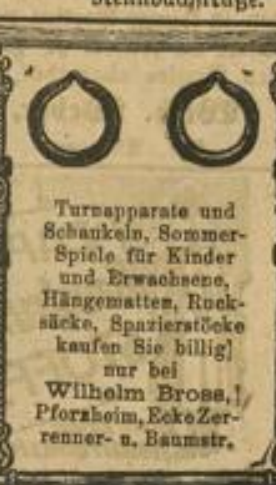 Turnapparate und
Schaukeln, Sommer-
Spiele für Kinder
und Erwachsene,
Hängematten, Ruck-
säcke, Spazierstöcke
kaufen Sie billig]
nur bei
Wilhelm Bross,!
Pforzheim, Ecke Zer-
renner- u. Baumstr.